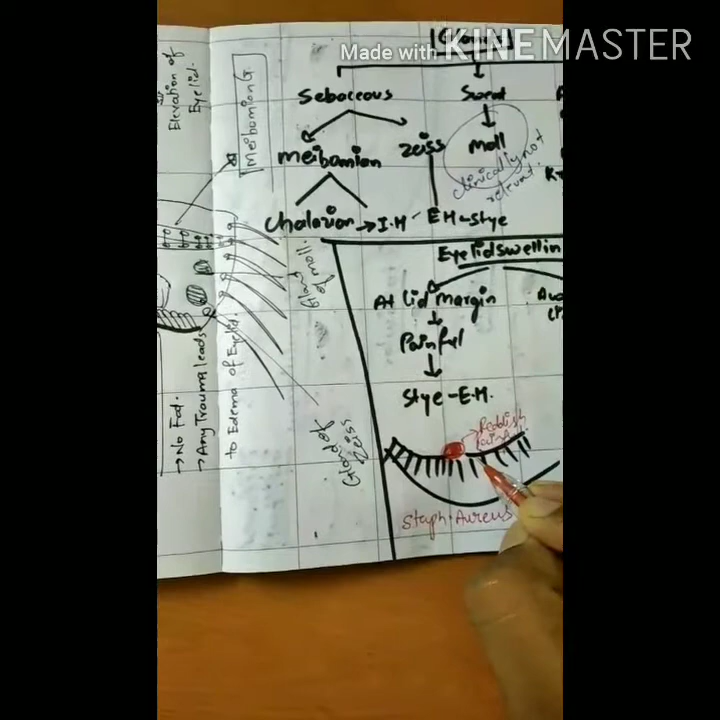 Made with KINEMASTER
Sebaceous
Sweat
Meibomian
Zeiss
Moll
Clinically not
relevant.
Chalazion → I.H
E.H - Stye
Eyelid swellin
At Lid Margin
Painful
Stye - E.H.
Reddish
Staph. Aureus
Elevation of
Eyelid.
Meibomian G.
Gland
of moll.
Gland of
Zeiss
→ No Fat.
→ Any Trauma leads
to Edema of Eyelid.